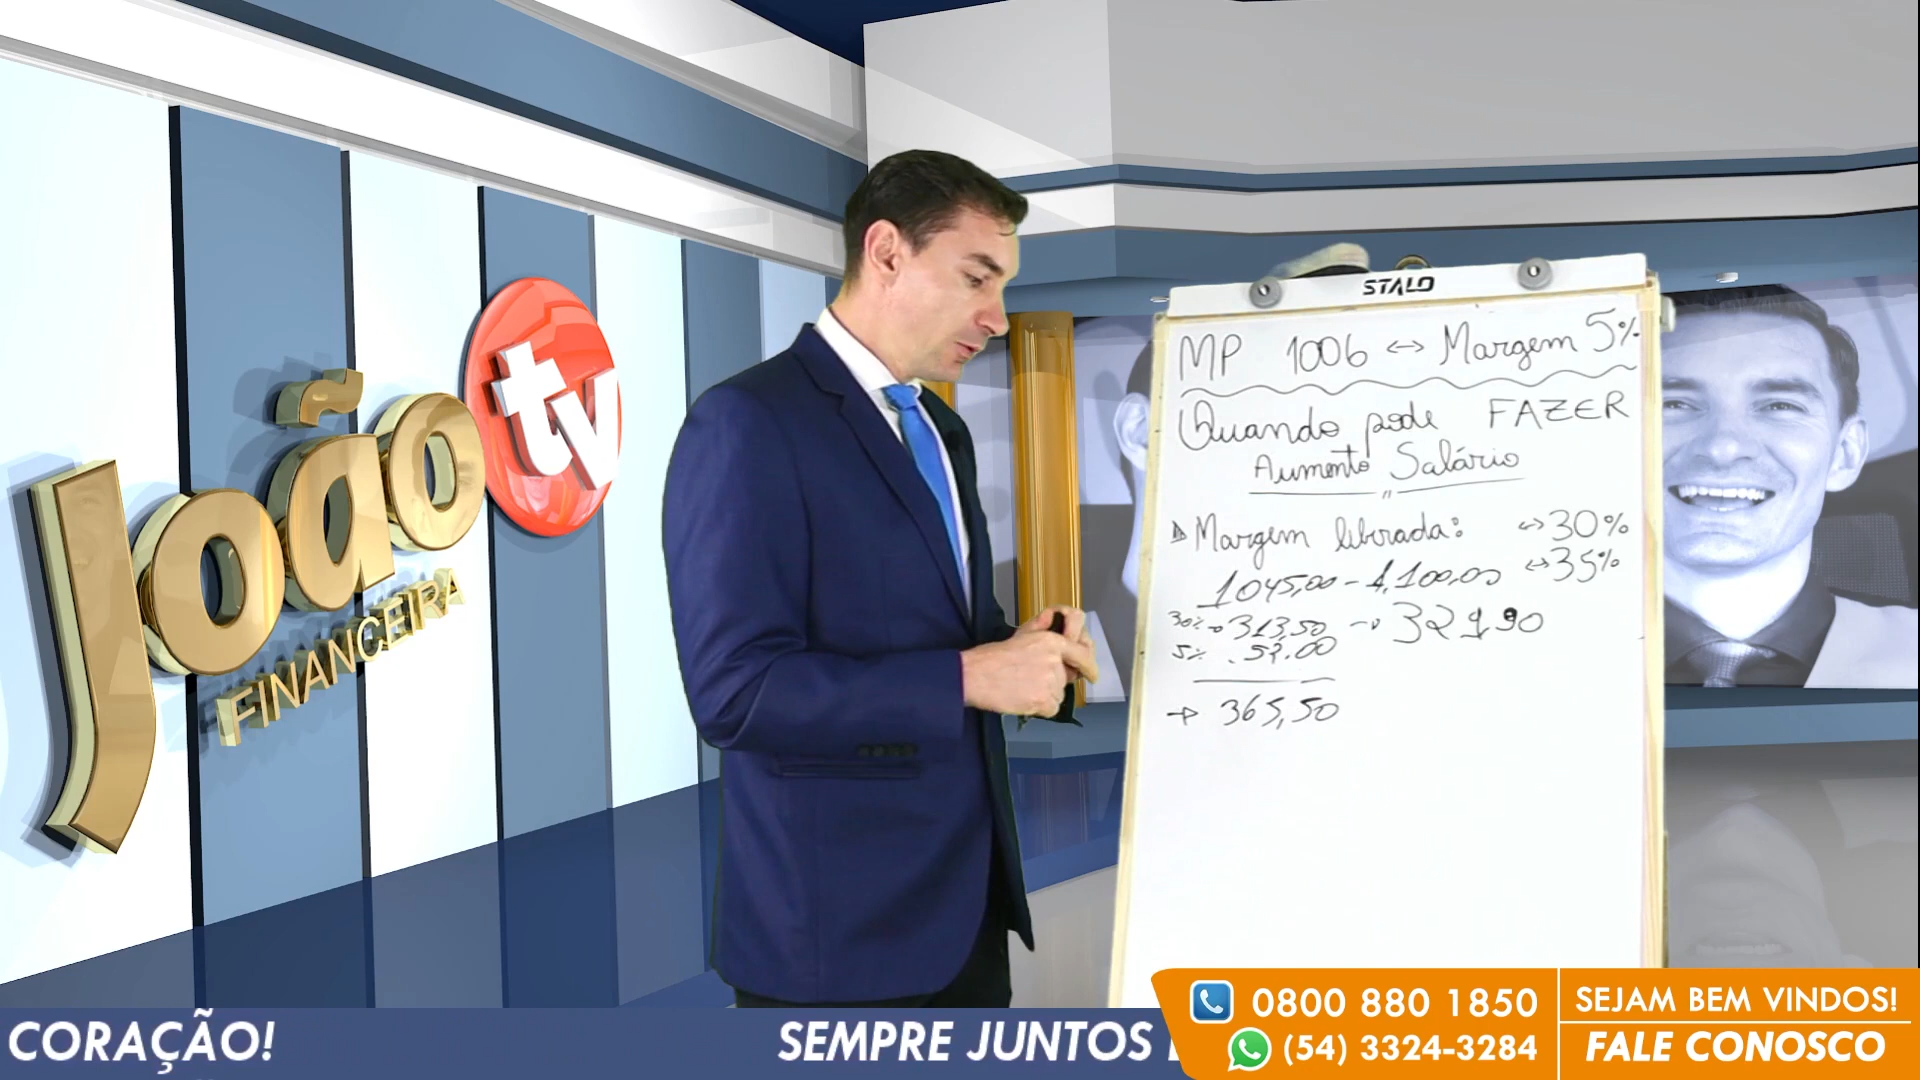 João
tv
FINANCEIRA
STALO
MP 1006 ↔ Margem 5%
Quando pode FAZER
Aumento Salário
Margem liberada: ↔ 30%
1045,00 - 1,100,00 ↔ 35%
30% → 313,50 → 329,90
5% 52,00
→ 365,50
CORAÇÃO!
SEMPRE JUNTOS
0800 880 1850
(54) 3324-3284
SEJAM BEM VINDOS!
FALE CONOSCO